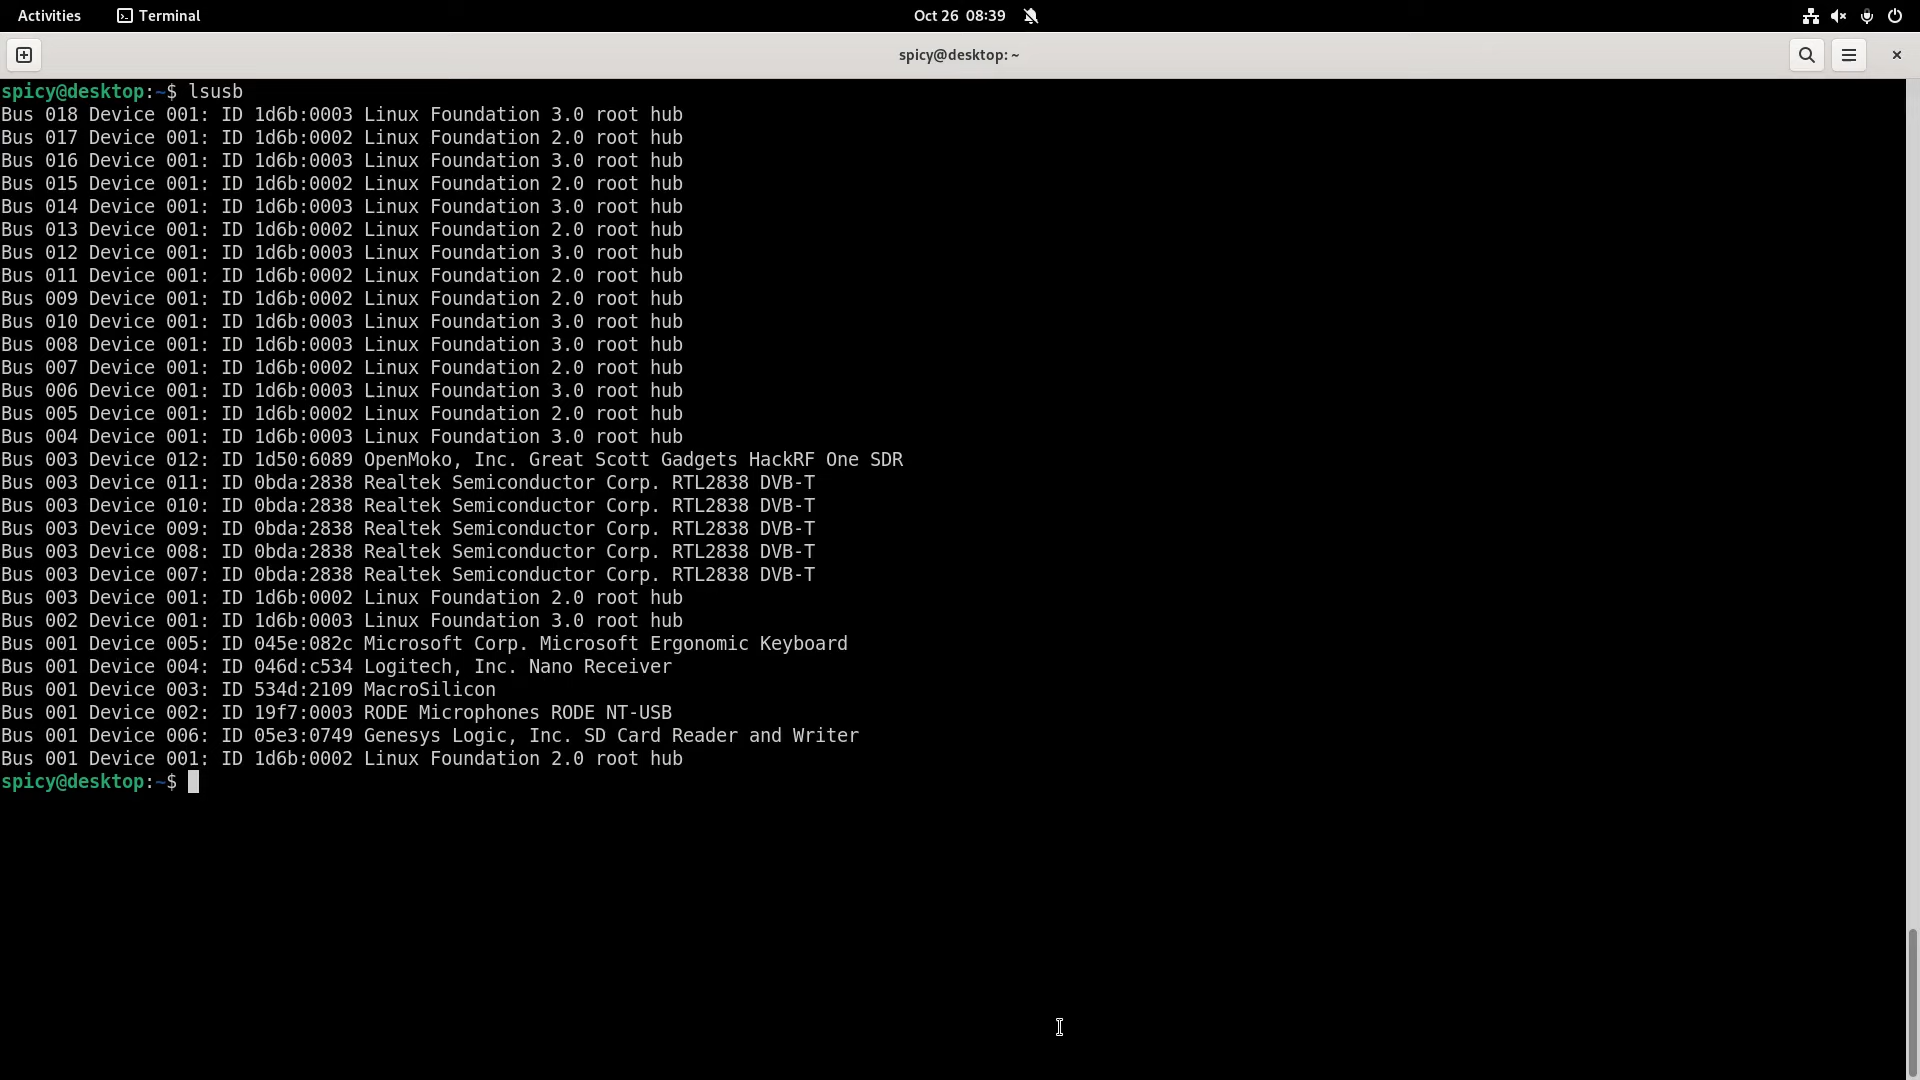 Activities Terminal Oct 26 08:39
spicy@desktop: ~
spicy@desktop:~$ lsusb
Bus 018 Device 001: ID 1d6b:0003 Linux Foundation 3.0 root hub
Bus 017 Device 001: ID 1d6b:0002 Linux Foundation 2.0 root hub
Bus 016 Device 001: ID 1d6b:0003 Linux Foundation 3.0 root hub
Bus 015 Device 001: ID 1d6b:0002 Linux Foundation 2.0 root hub
Bus 014 Device 001: ID 1d6b:0003 Linux Foundation 3.0 root hub
Bus 013 Device 001: ID 1d6b:0002 Linux Foundation 2.0 root hub
Bus 012 Device 001: ID 1d6b:0003 Linux Foundation 3.0 root hub
Bus 011 Device 001: ID 1d6b:0002 Linux Foundation 2.0 root hub
Bus 009 Device 001: ID 1d6b:0002 Linux Foundation 2.0 root hub
Bus 010 Device 001: ID 1d6b:0003 Linux Foundation 3.0 root hub
Bus 008 Device 001: ID 1d6b:0003 Linux Foundation 3.0 root hub
Bus 007 Device 001: ID 1d6b:0002 Linux Foundation 2.0 root hub
Bus 006 Device 001: ID 1d6b:0003 Linux Foundation 3.0 root hub
Bus 005 Device 001: ID 1d6b:0002 Linux Foundation 2.0 root hub
Bus 004 Device 001: ID 1d6b:0003 Linux Foundation 3.0 root hub
Bus 003 Device 012: ID 1d50:6089 OpenMoko, Inc. Great Scott Gadgets HackRF One SDR
Bus 003 Device 011: ID 0bda:2838 Realtek Semiconductor Corp. RTL2838 DVB-T
Bus 003 Device 010: ID 0bda:2838 Realtek Semiconductor Corp. RTL2838 DVB-T
Bus 003 Device 009: ID 0bda:2838 Realtek Semiconductor Corp. RTL2838 DVB-T
Bus 003 Device 008: ID 0bda:2838 Realtek Semiconductor Corp. RTL2838 DVB-T
Bus 003 Device 007: ID 0bda:2838 Realtek Semiconductor Corp. RTL2838 DVB-T
Bus 003 Device 001: ID 1d6b:0002 Linux Foundation 2.0 root hub
Bus 002 Device 001: ID 1d6b:0003 Linux Foundation 3.0 root hub
Bus 001 Device 005: ID 045e:082c Microsoft Corp. Microsoft Ergonomic Keyboard
Bus 001 Device 004: ID 046d:c534 Logitech, Inc. Nano Receiver
Bus 001 Device 003: ID 534d:2109 MacroSilicon
Bus 001 Device 002: ID 19f7:0003 RODE Microphones RODE NT-USB
Bus 001 Device 006: ID 05e3:0749 Genesys Logic, Inc. SD Card Reader and Writer
Bus 001 Device 001: ID 1d6b:0002 Linux Foundation 2.0 root hub
spicy@desktop:~$